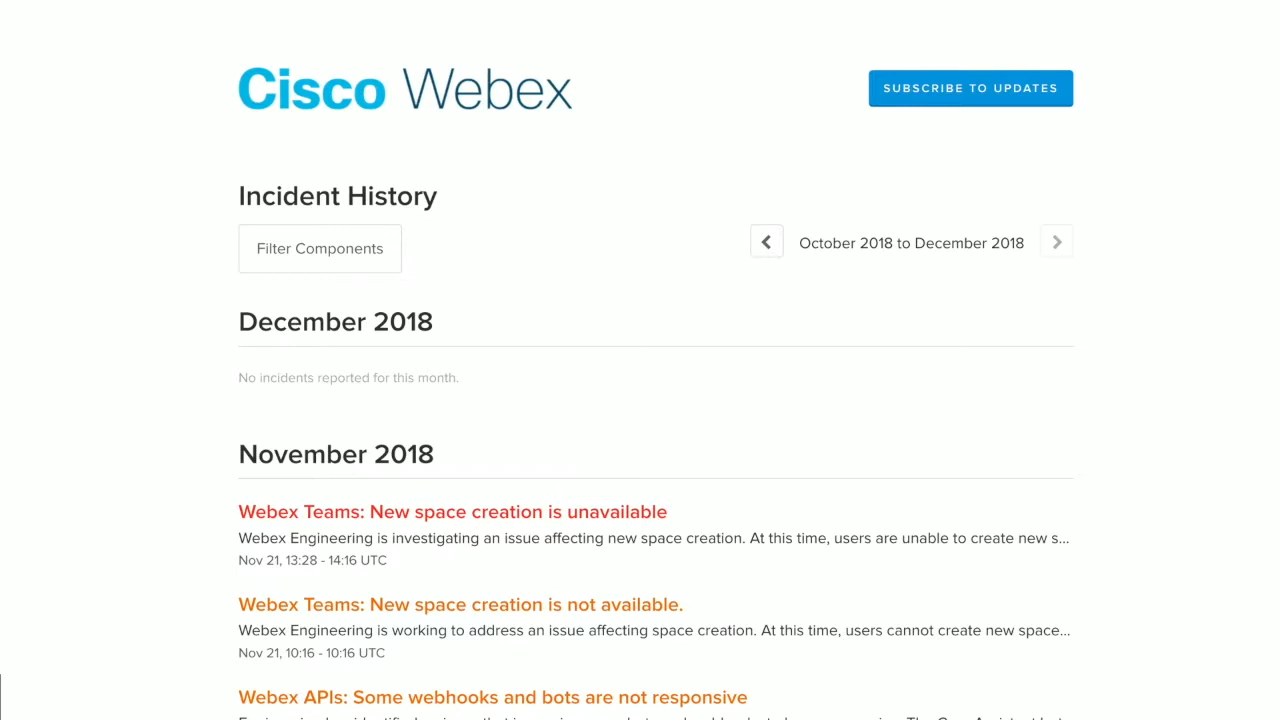 Cisco Webex
SUBSCRIBE TO UPDATES
Incident History
Filter Components
October 2018 to December 2018
December 2018
No incidents reported for this month.
November 2018
Webex Teams: New space creation is unavailable
Webex Engineering is investigating an issue affecting new space creation. At this time, users are unable to create new s...
Nov 21, 13:28 - 14:16 UTC
Webex Teams: New space creation is not available.
Webex Engineering is working to address an issue affecting space creation. At this time, users cannot create new space...
Nov 21, 10:16 - 10:16 UTC
Webex APIs: Some webhooks and bots are not responsive